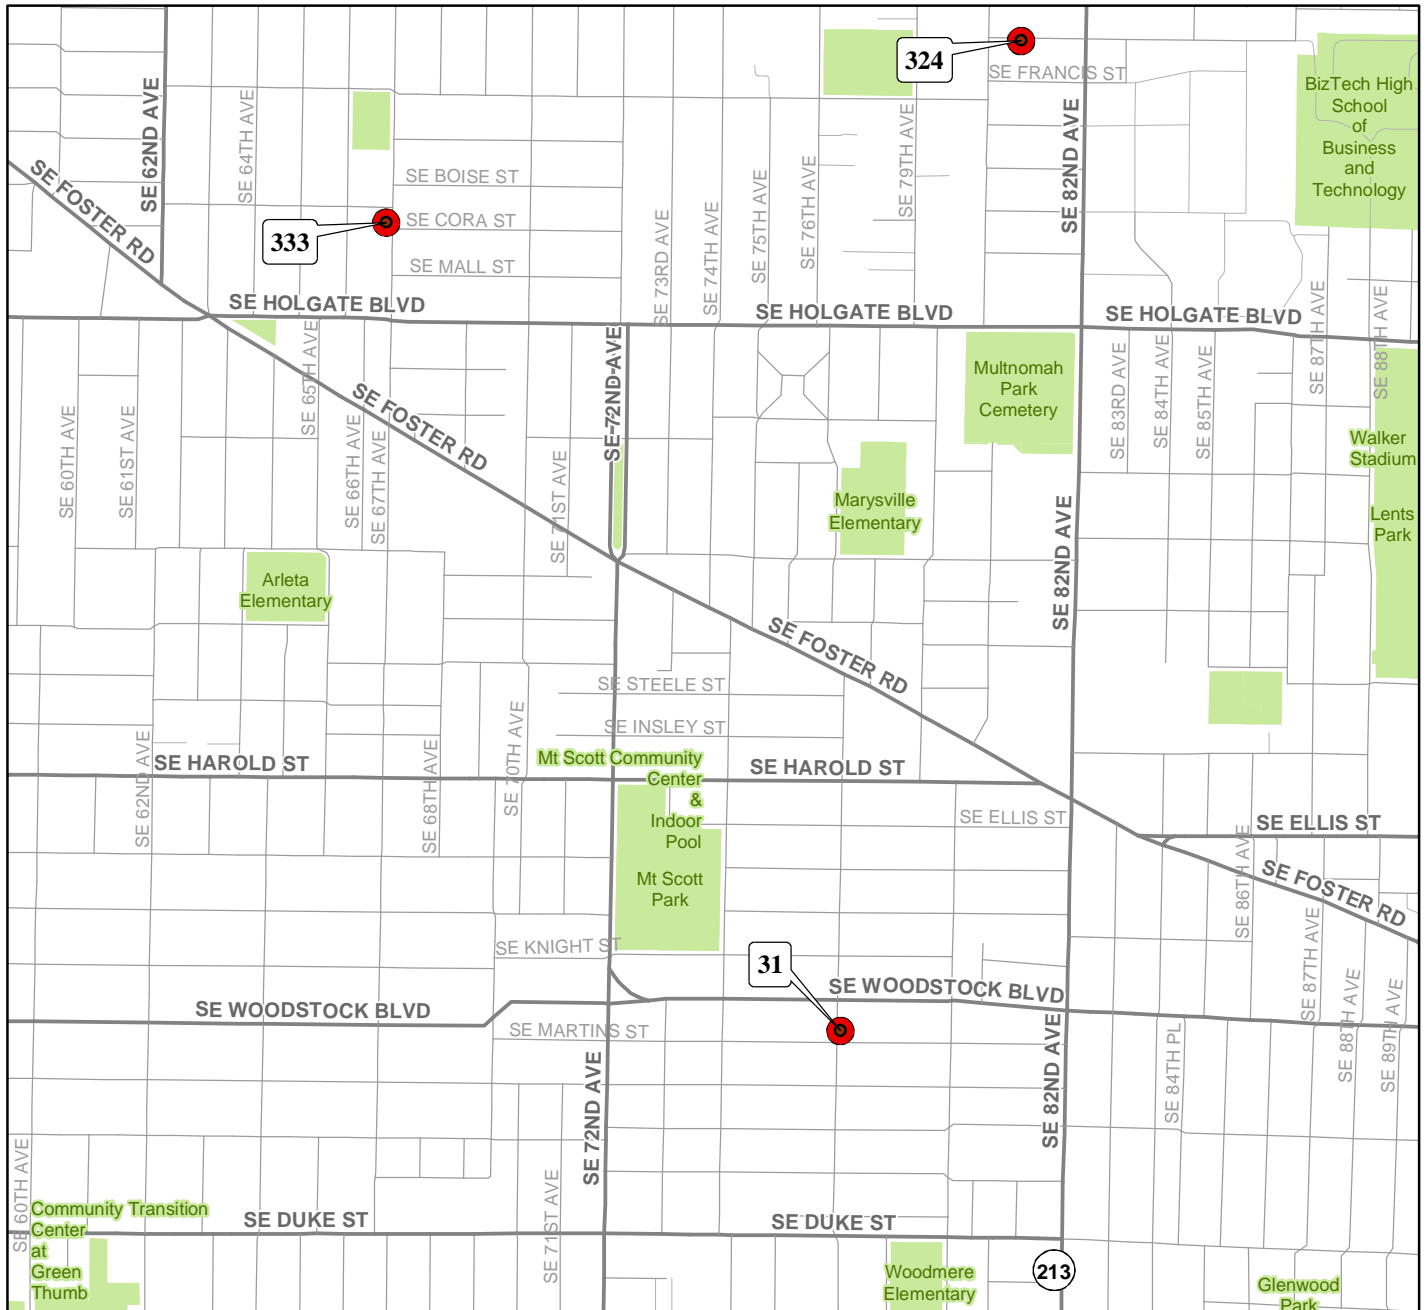 324
SE FRANCIS ST
BizTech High
School
of
Business
and
Technology
SE 62ND AVE
SE 64TH AVE
SE 82ND AVE
SE 79TH AVE
SE 76TH AVE
SE 75TH AVE
SE 74TH AVE
SE 73RD AVE
SE FOSTER RD
SE BOISE ST
SE CORA ST
333
SE MALL ST
SE HOLGATE BLVD
SE HOLGATE BLVD
SE HOLGATE BLVD
SE 87TH AVE
SE 88TH AVE
SE 65TH AVE
SE 72ND AVE
Multnomah
Park
Cemetery
SE 83RD AVE
SE 84TH AVE
SE 85TH AVE
SE FOSTER RD
SE 60TH AVE
SE 61ST AVE
SE 66TH AVE
SE 67TH AVE
SE 71ST AVE
Walker
Stadium
Marysville
Elementary
Lents
Park
SE 82ND AVE
Arleta
Elementary
SE FOSTER RD
SE STEELE ST
SE INSLEY ST
SE 62ND AVE
SE HAROLD ST
SE 68TH AVE
SE 70TH AVE
Mt Scott Community
Center
&
Indoor
Pool
SE HAROLD ST
SE ELLIS ST
SE ELLIS ST
SE 86TH AVE
SE FOSTER RD
Mt Scott
Park
SE KNIGHT ST
31
SE 87TH AVE
SE 88TH AVE
SE 89TH AVE
SE WOODSTOCK BLVD
SE WOODSTOCK BLVD
SE MARTINS ST
SE 72ND AVE
SE 82ND AVE
SE 84TH PL
SE 60TH AVE
SE 71ST AVE
Community Transition
Center
at
Green
Thumb
SE DUKE ST
SE DUKE ST
213
Woodmere
Elementary
Glenwood
Park